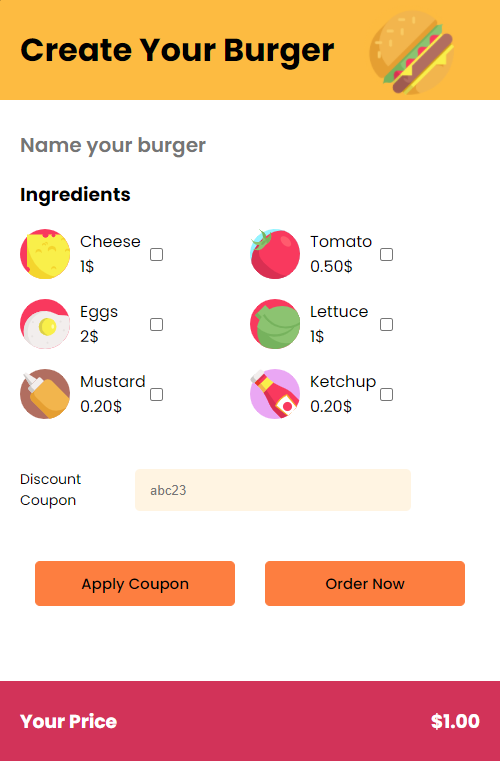 Create Your Burger
Name your burger
Ingredients
Cheese
1$
Tomato
0.50$
Eggs
2$
Lettuce
1$
Mustard
0.20$
Ketchup
0.20$
Discount
Coupon
abc23
Apply Coupon
Order Now
Your Price
$1.00